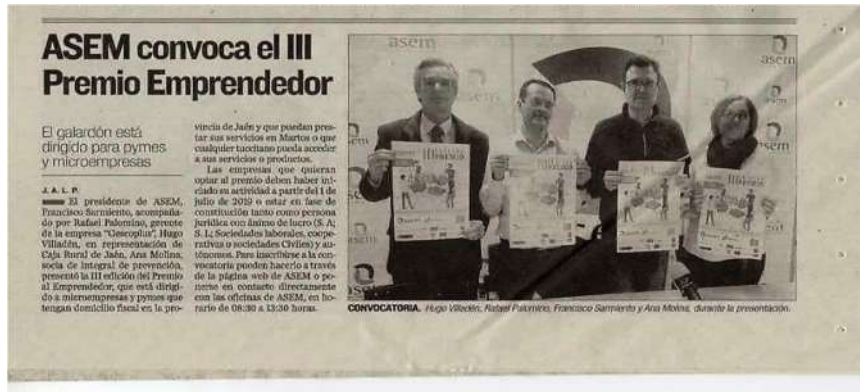 ASEM convoca el III
Premio Emprendedor
El galardón está
dirigido para pymes
y microempresas
J. A. L. P.
El presidente de ASEM,
Francisco Sarmiento, acompaña-
do por Rafael Palomino, gerente
de la empresa "Gescoplus", Hugo
Villadén, en representación de
Caja Rural de Jaén, Ana Molina,
socia de integral de prevención,
presentó la III edición del Premio
al Emprendedor, que está dirigi-
do a microempresas y pymes que
tengan domicilio fiscal en la pro-
vincia de Jaén y que puedan pres-
tar sus servicios en Martos o que
cualquier tuccitano pueda acceder
a sus servicios o productos.
Las empresas que quieran
optar al premio deben haber ini-
ciado su actividad a partir del 1 de
julio de 2019 o estar en fase de
constitución tanto como persona
jurídica con ánimo de lucro (S. A;
S. L; Sociedades laborales, coope-
rativas o sociedades Civiles) y au-
tónomos. Para inscribirse a la con-
vocatoria pueden hacerlo a través
de la página web de ASEM o po-
nerse en contacto directamente
con las oficinas de ASEM, en ho-
rario de 08:30 a 13:30 horas.
asem
asem
asem
asem
CONVOCATORIA. Hugo Villadén, Rafael Palomino, Francisco Sarmiento y Ana Molina, durante la presentación.